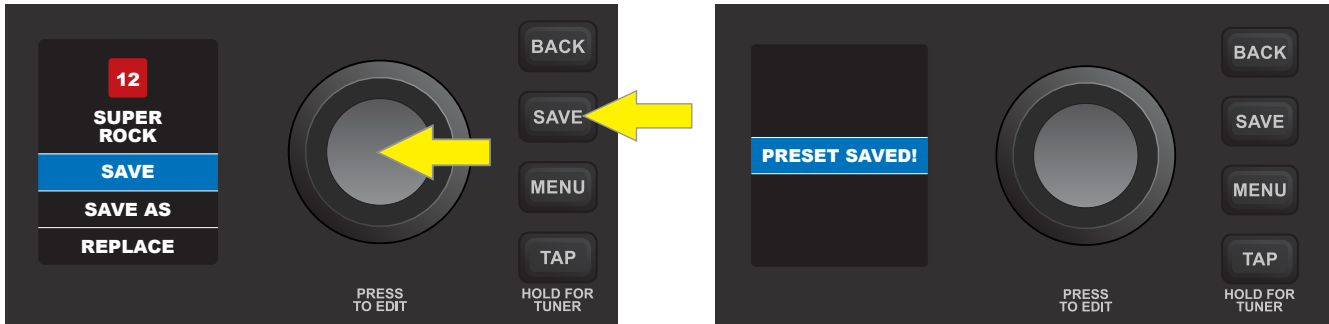 12
SUPER
ROCK
SAVE
SAVE AS
REPLACE
BACK
SAVE
MENU
TAP
PRESS
TO EDIT
HOLD FOR
TUNER
PRESET SAVED!
BACK
SAVE
MENU
TAP
PRESS
TO EDIT
HOLD FOR
TUNER